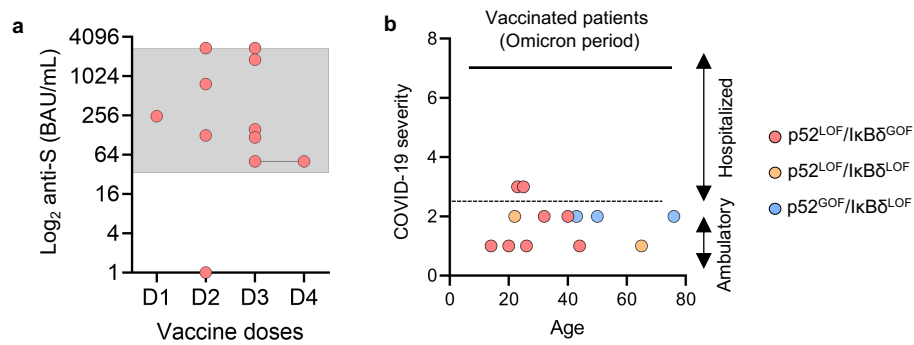 a
Log₂ anti-S (BAU/mL)
4096
1024
256
64
16
4
1
D1 D2 D3 D4
Vaccine doses
b
Vaccinated patients
(Omicron period)
COVID-19 severity
8
6
4
2
0
0 20 40 60 80
Age
Hospitalized
Ambulatory
p52ᴸᴼᶠ/IκBδᴳᴼᶠ
p52ᴸᴼᶠ/IκBδᴸᴼᶠ
p52ᴳᴼᶠ/IκBδᴸᴼᶠ